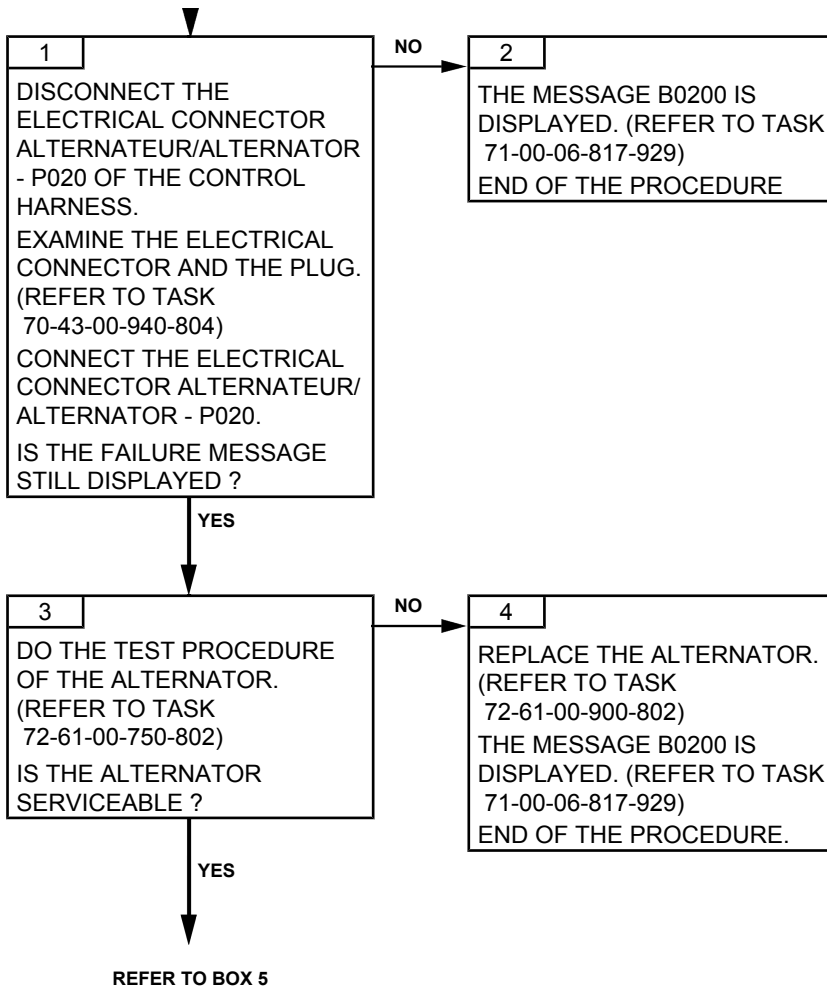 1
DISCONNECT THE
ELECTRICAL CONNECTOR
ALTERNATEUR/ALTERNATOR
- P020 OF THE CONTROL
HARNESS.
EXAMINE THE ELECTRICAL
CONNECTOR AND THE PLUG.
(REFER TO TASK
70-43-00-940-804)
CONNECT THE ELECTRICAL
CONNECTOR ALTERNATEUR/
ALTERNATOR - P020.
IS THE FAILURE MESSAGE
STILL DISPLAYED ?
NO
2
THE MESSAGE B0200 IS
DISPLAYED. (REFER TO TASK
71-00-06-817-929)
END OF THE PROCEDURE
YES
3
DO THE TEST PROCEDURE
OF THE ALTERNATOR.
(REFER TO TASK
72-61-00-750-802)
IS THE ALTERNATOR
SERVICEABLE ?
NO
4
REPLACE THE ALTERNATOR.
(REFER TO TASK
72-61-00-900-802)
THE MESSAGE B0200 IS
DISPLAYED. (REFER TO TASK
71-00-06-817-929)
END OF THE PROCEDURE.
YES
REFER TO BOX 5